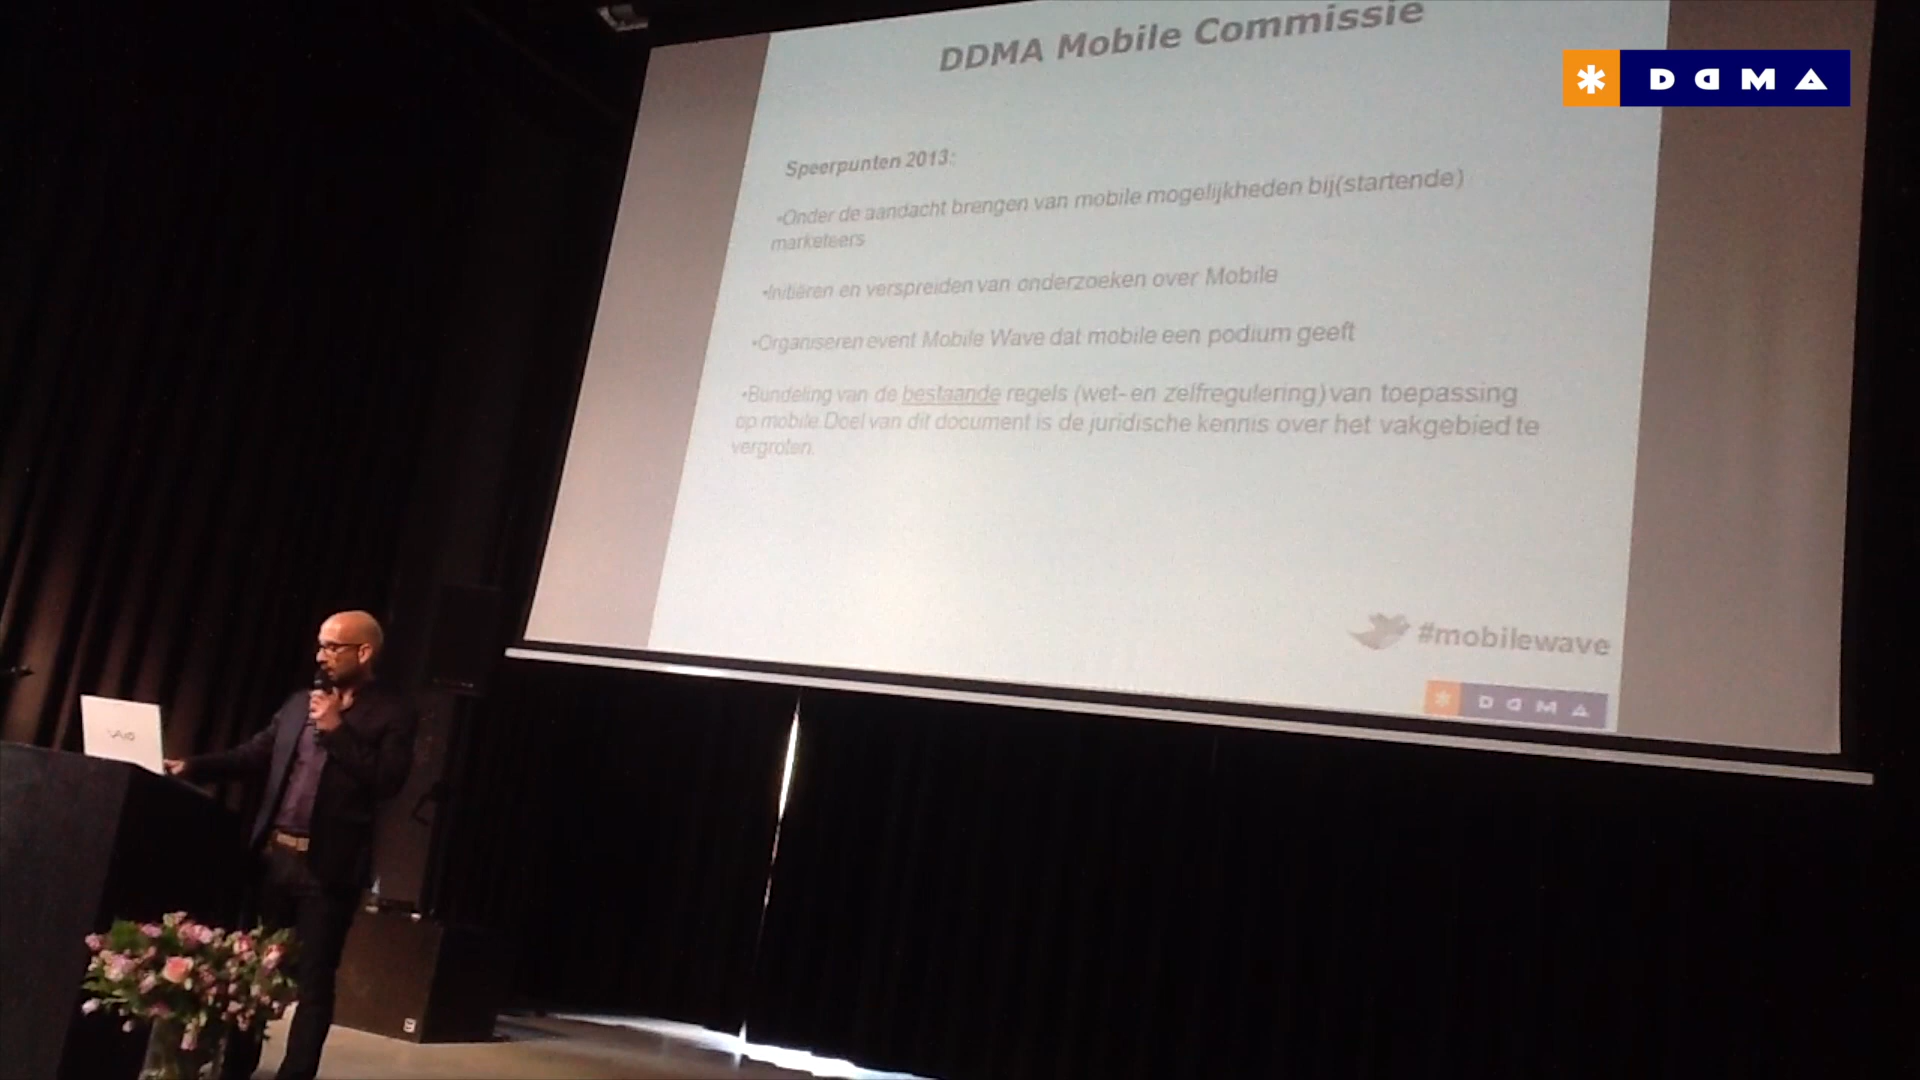 DDMA Mobile Commissie
DDMA
Speerpunten 2013:
•Onder de aandacht brengen van mobile mogelijkheden bij(startende)
marketeers
•Initiëren en verspreiden van onderzoeken over Mobile
•Organiseren event Mobile Wave dat mobile een podium geeft
•Bundeling van de bestaande regels (wet- en zelfregulering) van toepassing
op mobile. Doel van dit document is de juridische kennis over het vakgebied te
vergroten.
#mobilewave
DDMA
VAIO